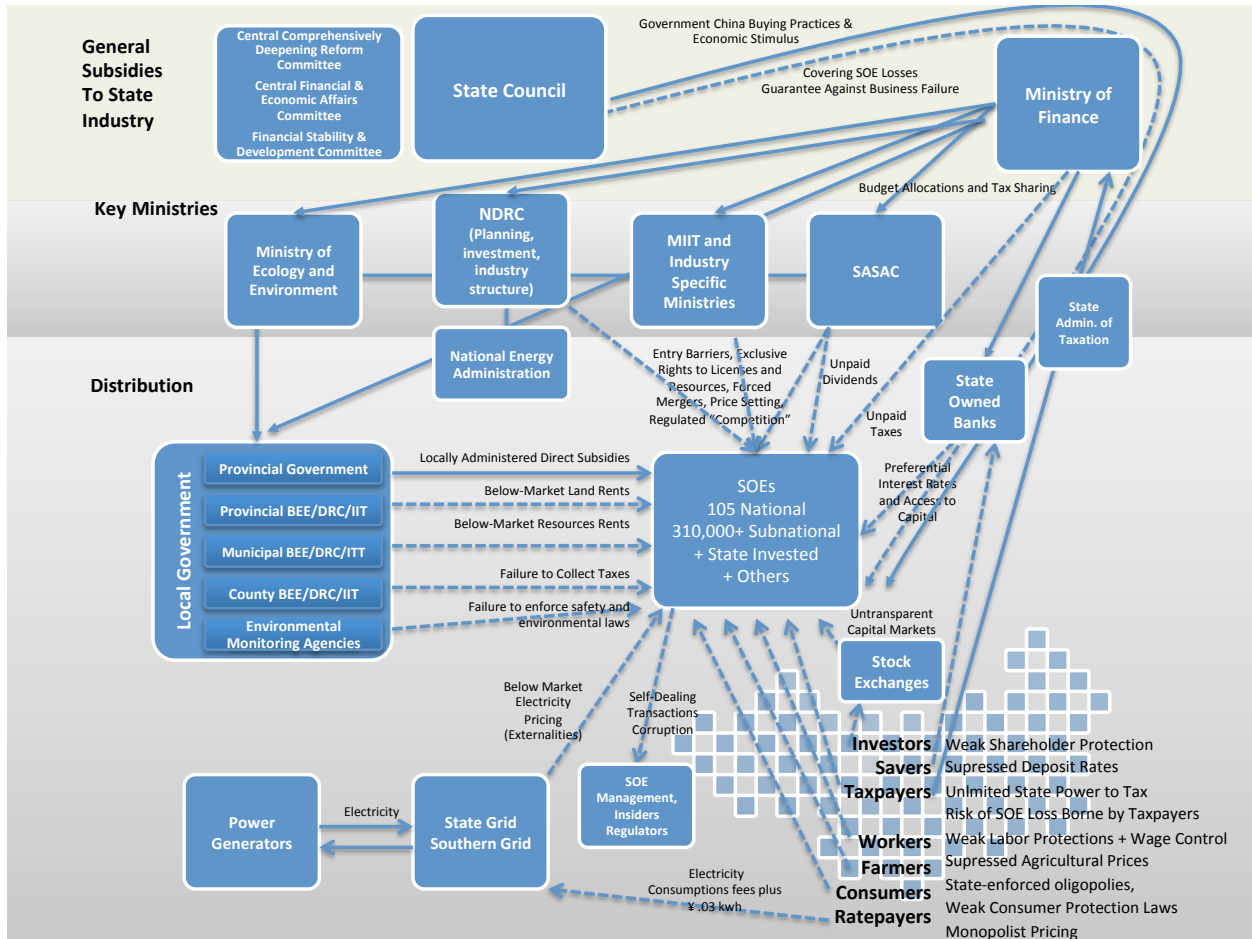 General
Subsidies
To State
Industry
Central Comprehensively
Deepening Reform
Committee
Central Financial &
Economic Affairs
Committee
Financial Stability &
Development Committee
State Council
Government China Buying Practices &
Economic Stimulus
Covering SOE Losses
Guarantee Against Business Failure
Ministry of
Finance
Budget Allocations and Tax Sharing
Key Ministries
Ministry of
Ecology and
Environment
NDRC
(Planning,
investment,
industry
structure)
MIIT and
Industry
Specific
Ministries
SASAC
State
Admin. of
Taxation
National Energy
Administration
Distribution
Entry Barriers, Exclusive
Rights to Licenses and
Resources, Forced
Mergers, Price Setting,
Regulated “Competition”
Unpaid
Dividends
Unpaid
Taxes
State
Owned
Banks
Local Government
Provincial Government
Provincial BEE/DRC/IIT
Municipal BEE/DRC/ITT
County BEE/DRC/IIT
Environmental
Monitoring Agencies
Locally Administered Direct Subsidies
Below-Market Land Rents
Below-Market Resources Rents
Failure to Collect Taxes
Failure to enforce safety and
environmental laws
SOEs
105 National
310,000+ Subnational
+ State Invested
+ Others
Preferential
Interest Rates
and Access to
Capital
Untransparent
Capital Markets
Stock
Exchanges
Below Market
Electricity
Pricing
(Externalities)
Self-Dealing
Transactions
Corruption
SOE
Management,
Insiders
Regulators
Power
Generators
Electricity
State Grid
Southern Grid
Electricity
Consumptions fees plus
¥ .03 kwh
Investors Weak Shareholder Protection
Savers Supressed Deposit Rates
Taxpayers Unlmited State Power to Tax
Risk of SOE Loss Borne by Taxpayers
Workers Weak Labor Protections + Wage Control
Farmers Supressed Agricultural Prices
Consumers State-enforced oligopolies,
Ratepayers Weak Consumer Protection Laws
Monopolist Pricing